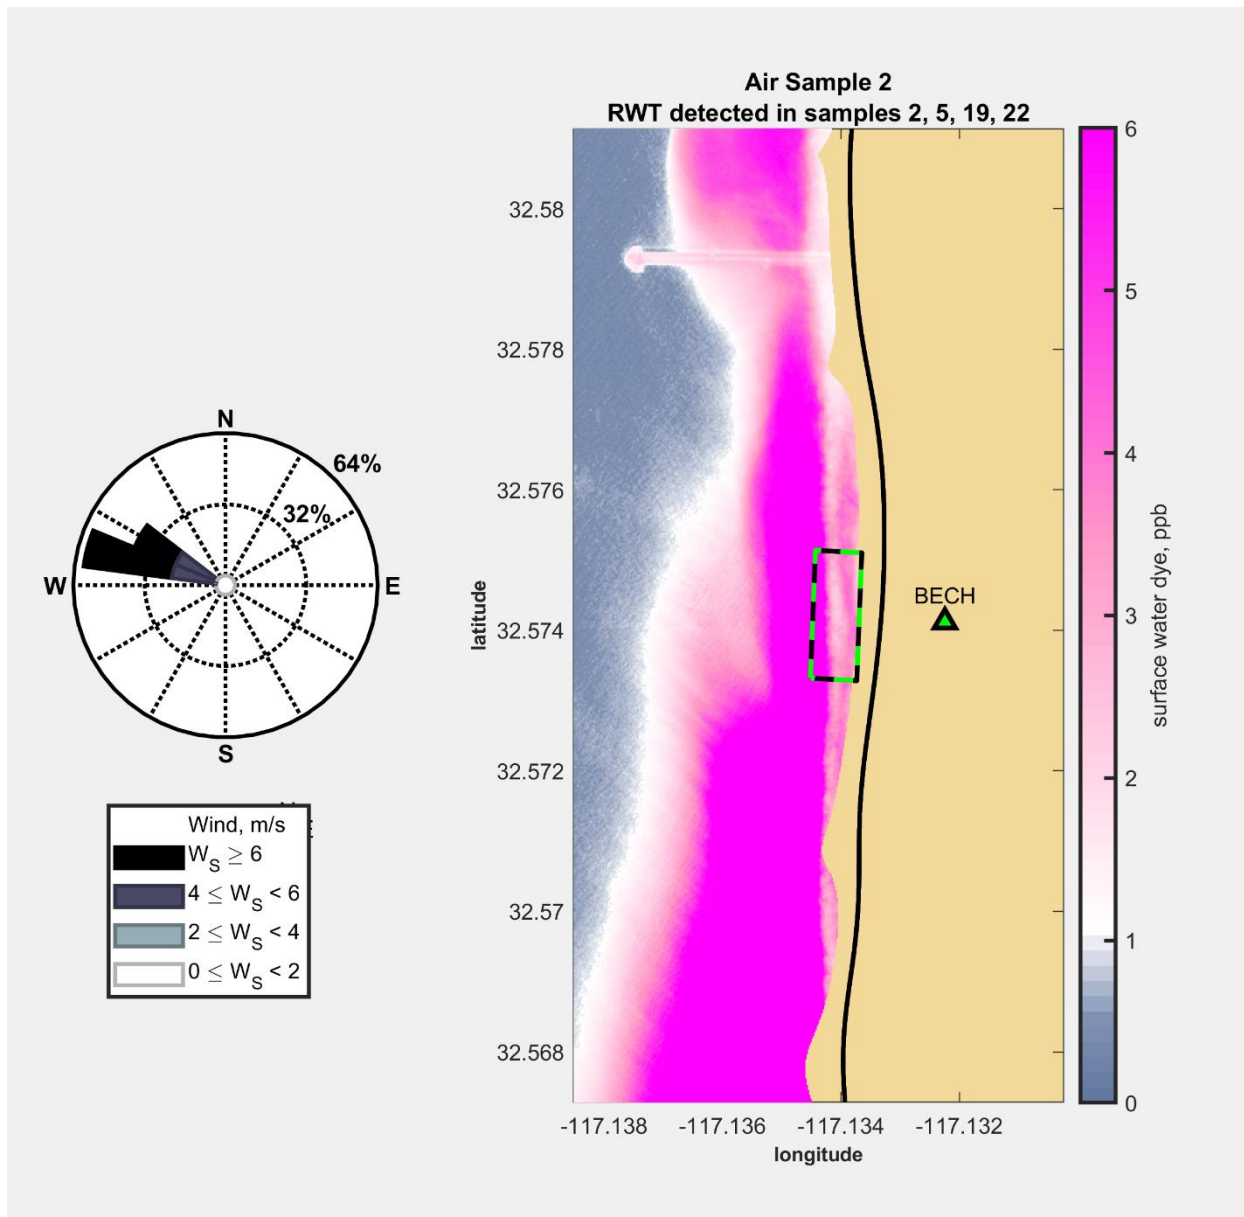 Air Sample 2
RWT detected in samples 2, 5, 19, 22
32.58
32.578
32.576
32.574
32.572
32.57
32.568
latitude
-117.138 -117.136 -117.134 -117.132
longitude
BECH
6
5
4
3
2
1
0
surface water dye, ppb
N
64%
32%
W
E
S
Wind, m/s
W_S ≥ 6
4 ≤ W_S < 6
2 ≤ W_S < 4
0 ≤ W_S < 2